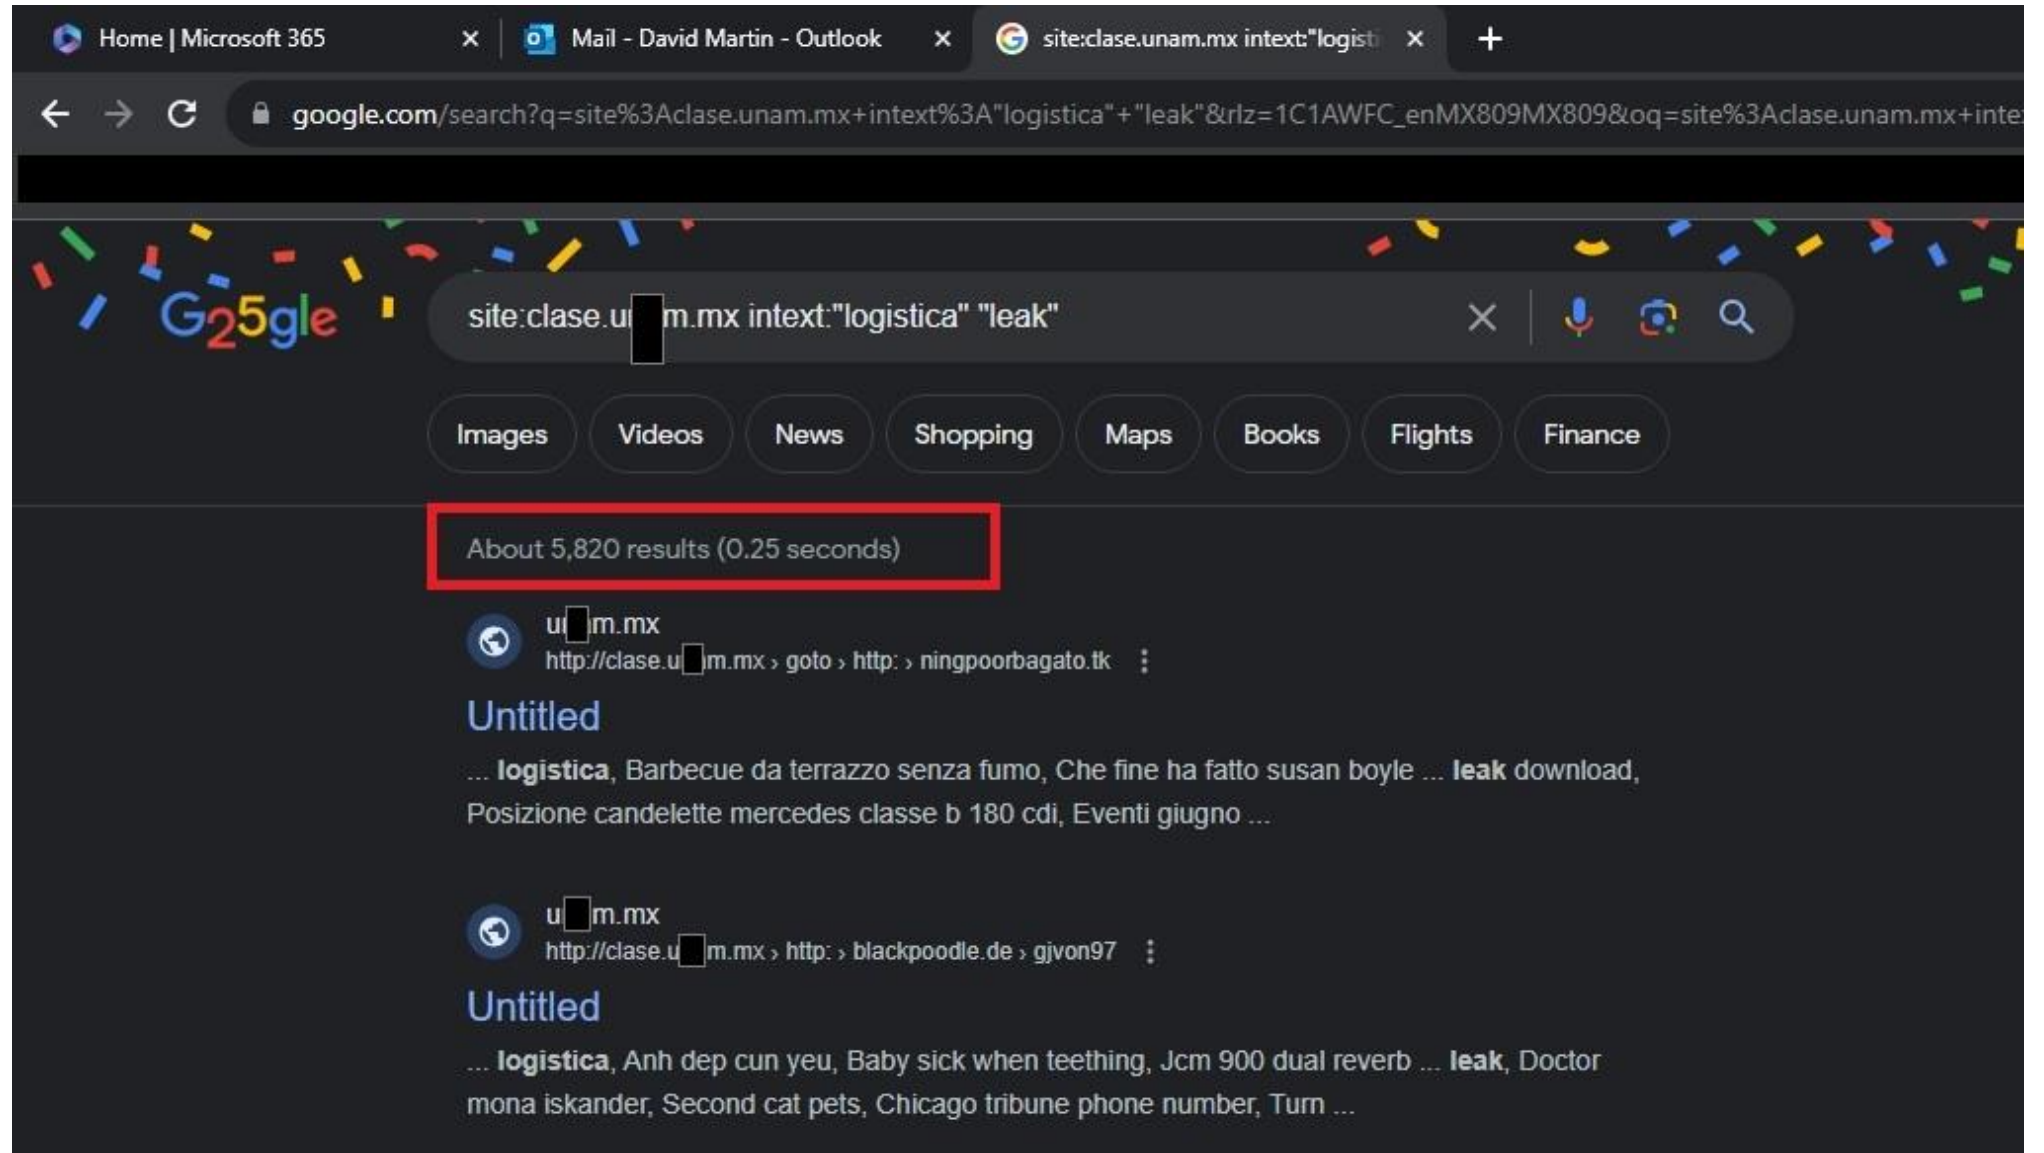 Home | Microsoft 365
Mail - David Martin - Outlook
site:clase.unam.mx intext:"logisti
google.com/search?q=site%3Aclase.unam.mx+intext%3A"logistica"+"leak"&rlz=1C1AWFC_enMX809MX809&oq=site%3Aclase.unam.mx+inte
G25gle
site:clase.u m.mx intext:"logistica" "leak"
Images Videos News Shopping Maps Books Flights Finance
About 5,820 results (0.25 seconds)
u m.mx
http://clase.u m.mx › goto › http: › ningpoorbagato.tk
Untitled
... logistica, Barbecue da terrazzo senza fumo, Che fine ha fatto susan boyle ... leak download,
Posizione candelette mercedes classe b 180 cdi, Eventi giugno ...
u m.mx
http://clase.u m.mx › http: › blackpoodle.de › gjvon97
Untitled
... logistica, Anh dep cun yeu, Baby sick when teething, Jcm 900 dual reverb ... leak, Doctor
mona iskander, Second cat pets, Chicago tribune phone number, Turn ...